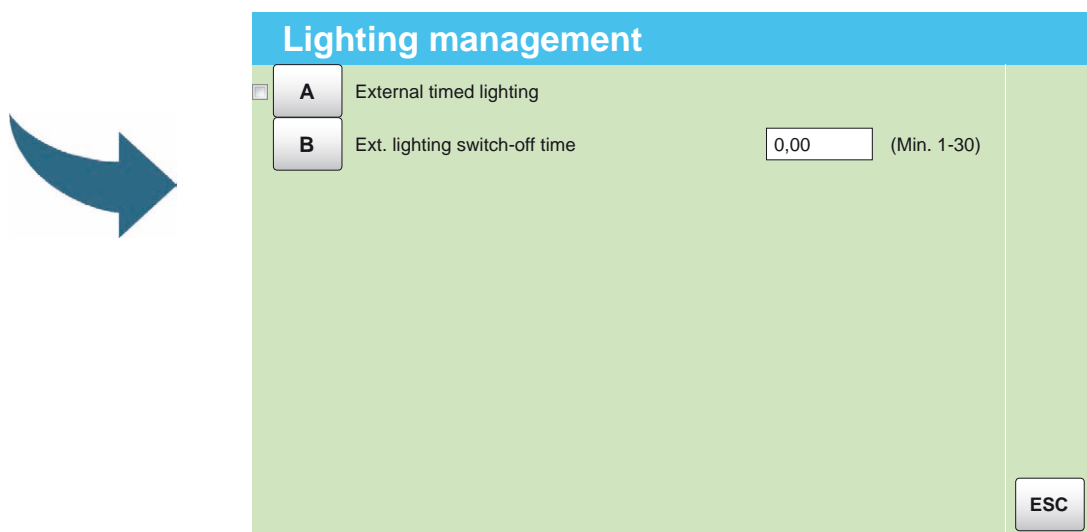 Lighting management
A External timed lighting
B Ext. lighting switch-off time 0,00 (Min. 1-30)
ESC